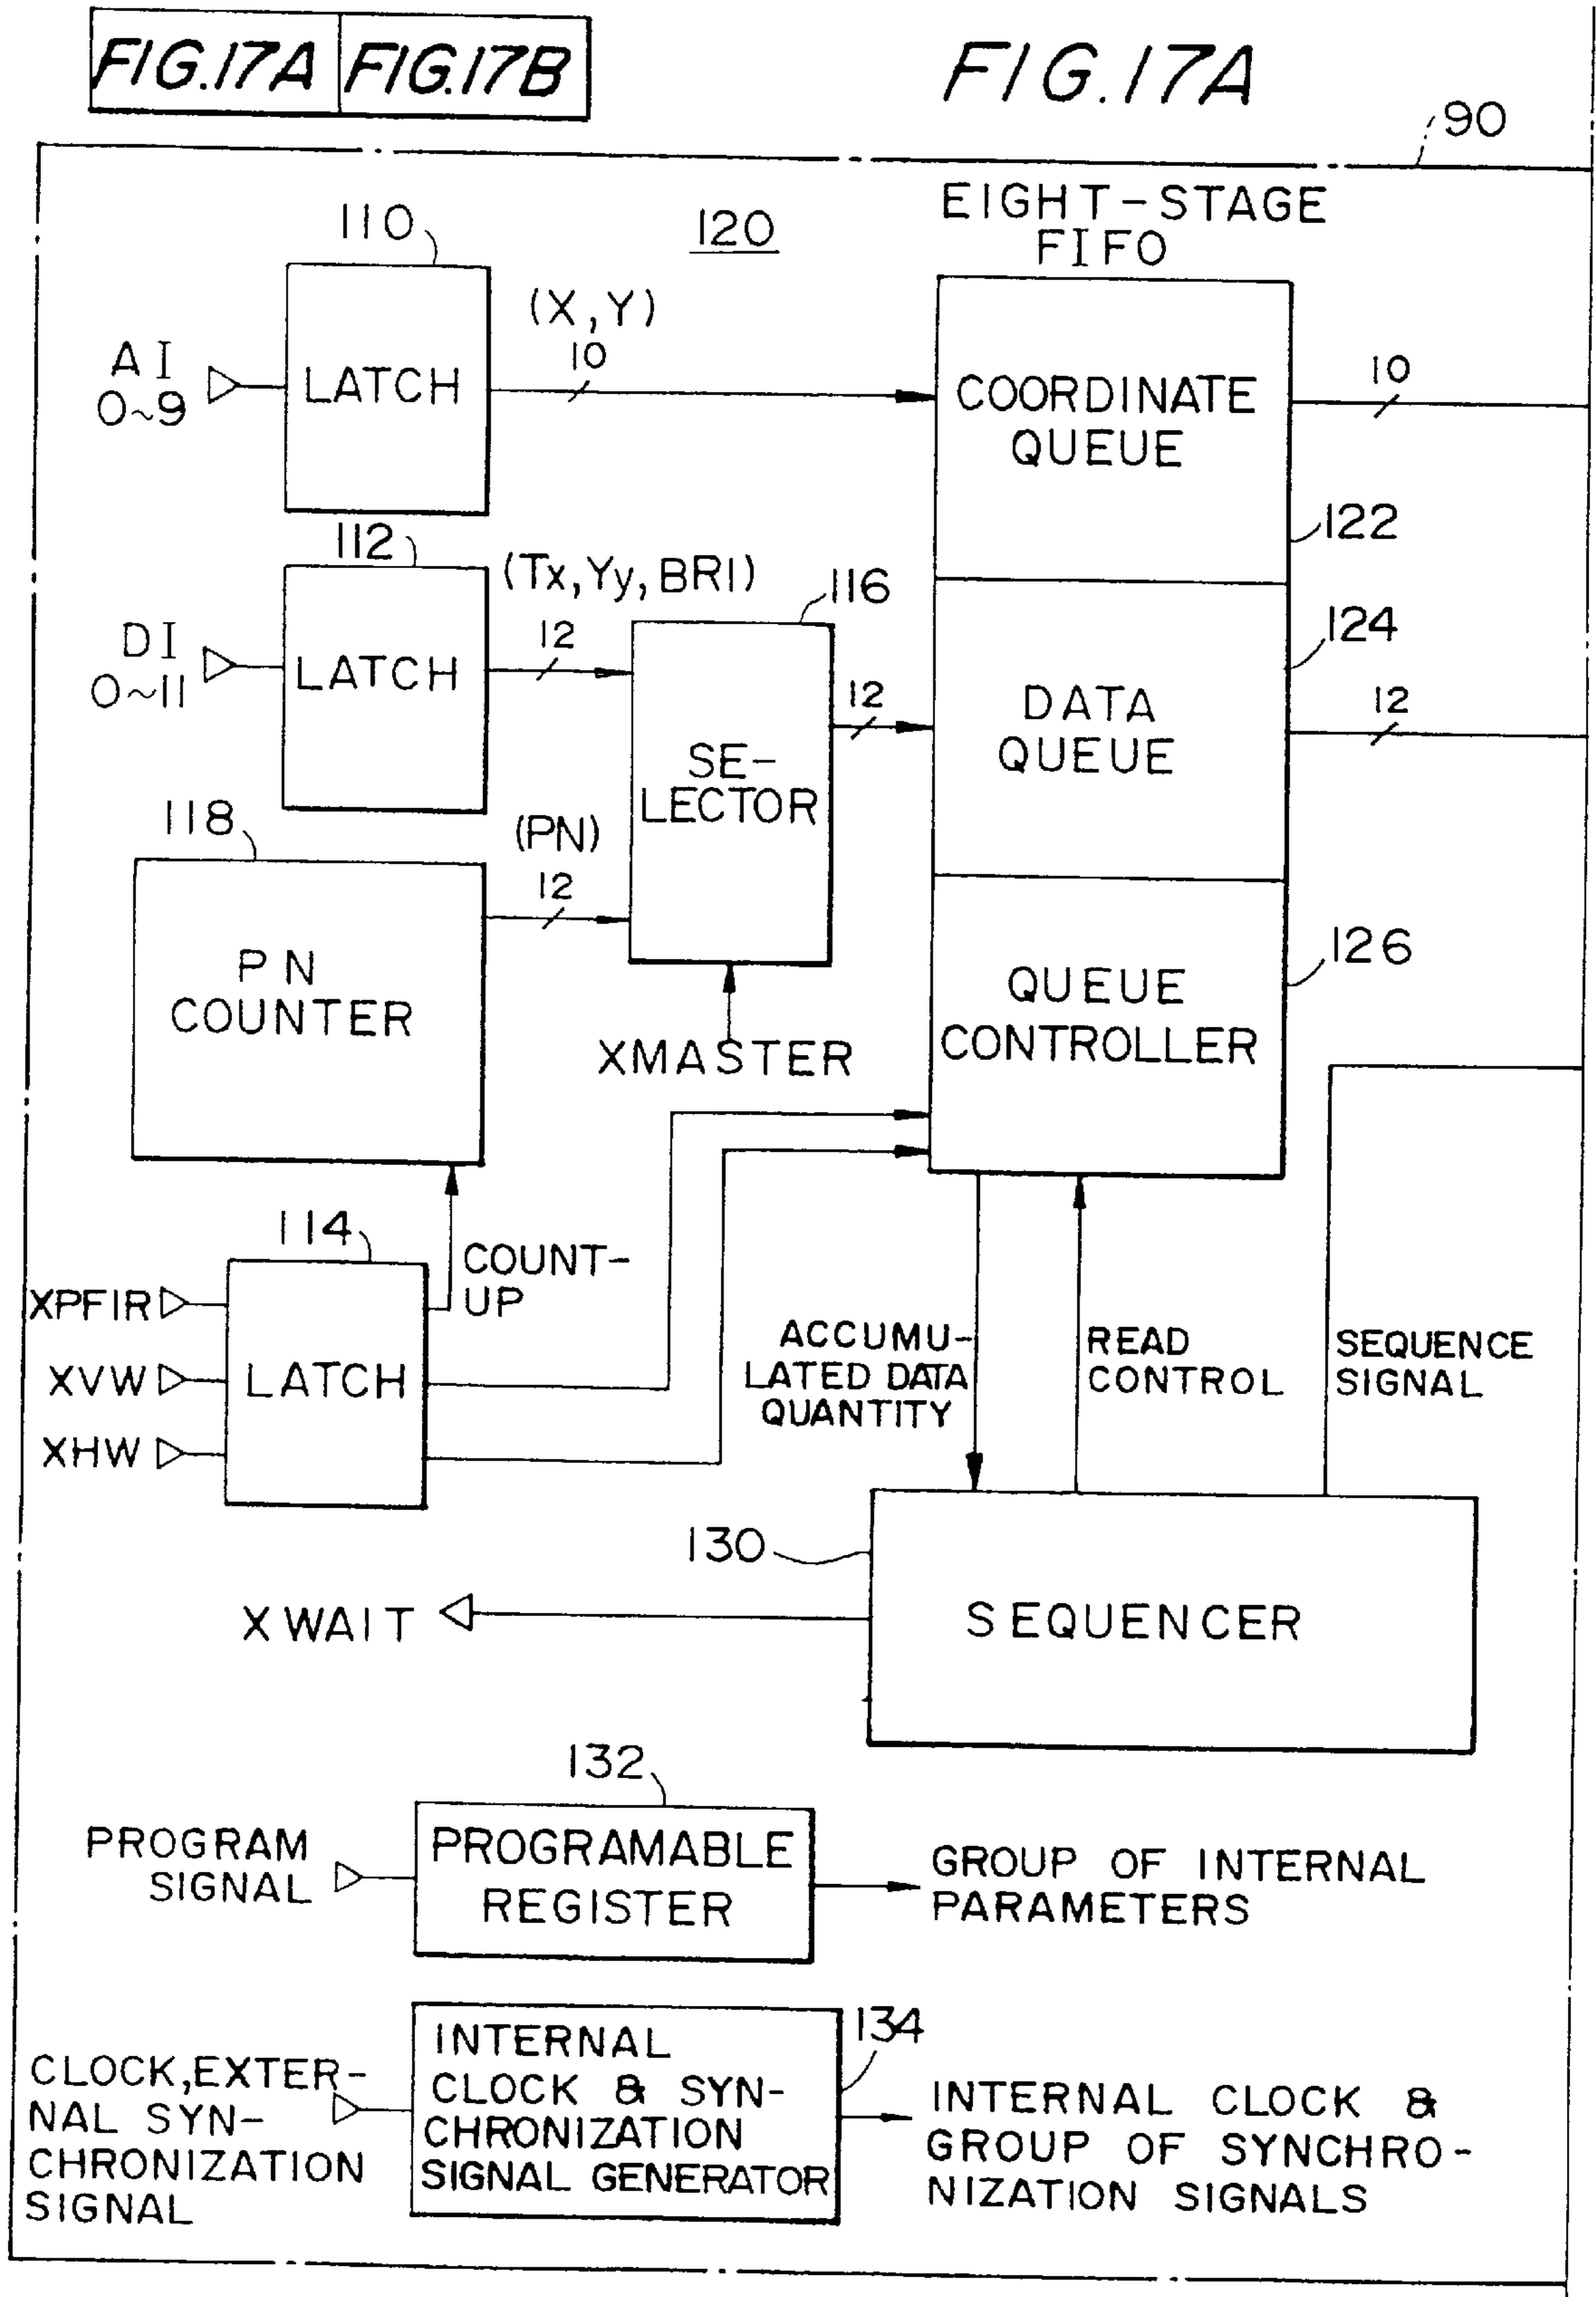 FIG.17A FIG.17B
FIG.17A
90
EIGHT-STAGE
FIFO
110
120
(X,Y)
10
AI
0~9
LATCH
COORDINATE
QUEUE
10
122
112
(Tx,Yy,BRI)
116
DI
0~11
LATCH
12
SE-
LECTOR
12
124
DATA
QUEUE
12
118
(PN)
12
PN
COUNTER
XMASTER
126
QUEUE
CONTROLLER
114
COUNT-
UP
XPFIR
XVW
XHW
LATCH
ACCUMU-
LATED DATA
QUANTITY
READ
CONTROL
SEQUENCE
SIGNAL
130
XWAIT
SEQUENCER
132
PROGRAM
SIGNAL
PROGRAMABLE
REGISTER
GROUP OF INTERNAL
PARAMETERS
134
CLOCK,EXTER-
NAL SYN-
CHRONIZATION
SIGNAL
INTERNAL
CLOCK & SYN-
CHRONIZATION
SIGNAL GENERATOR
INTERNAL CLOCK &
GROUP OF SYNCHRO-
NIZATION SIGNALS